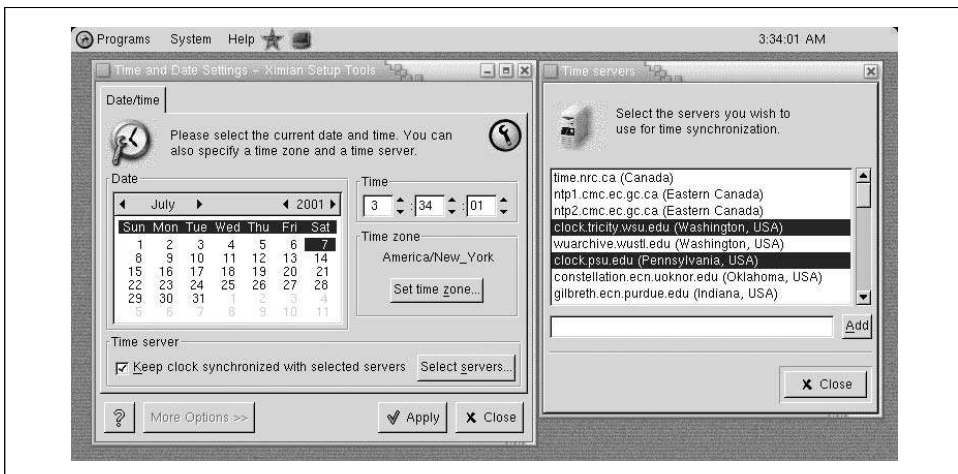 Programs System Help 3:34:01 AM
Time and Date Settings – Ximian Setup Tools
Date/time
Please select the current date and time. You can
also specify a time zone and a time server.
Date
July 2001
Sun Mon Tue Wed Thu Fri Sat
1 2 3 4 5 6 7
8 9 10 11 12 13 14
15 16 17 18 19 20 21
22 23 24 25 26 27 28
29 30 31 1 2 3 4
5 6 7 8 9 10 11
Time
3 : 34 : 01
Time zone
America/New_York
Set time zone...
Time server
Keep clock synchronized with selected servers Select servers...
? More Options >> Apply Close
Time servers
Select the servers you wish to
use for time synchronization.
time.nrc.ca (Canada)
ntp1.cmc.ec.gc.ca (Eastern Canada)
ntp2.cmc.ec.gc.ca (Eastern Canada)
clock.tricity.wsu.edu (Washington, USA)
wuarchive.wustl.edu (Washington, USA)
clock.psu.edu (Pennsylvania, USA)
constellation.ecn.uoknor.edu (Oklahoma, USA)
gilbreth.ecn.purdue.edu (Indiana, USA)
Add
Close